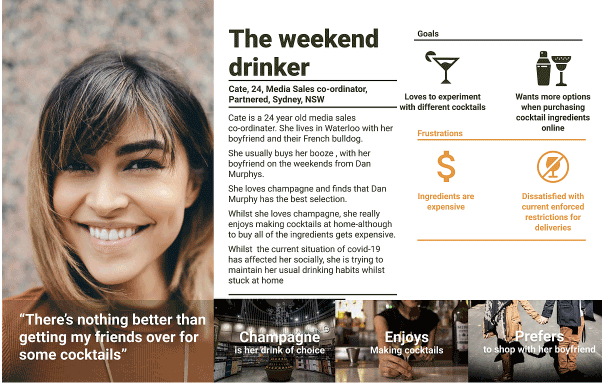 The weekend
drinker
Cate, 24, Media Sales co-ordinator,
Partnered, Sydney, NSW
Cate is a 24 year old media sales
co-ordinater. She lives in Waterloo with her
boyfriend and their French bulldog.
She usually buys her booze , with her
boyfriend on the weekends from Dan
Murphys.
She loves champagne and finds that Dan
Murphy has the best selection.
Whilst she loves champagne, she really
enjoys making cocktails at home-although
to buy all of the ingredients gets expensive.
Whilst the current situation of covid-19
has affected her socially, she is trying to
maintain her usual drinking habits whilst
stuck at home
Goals
Loves to experiment
with different cocktails
Wants more options
when purchasing
cocktail ingredients
online
Frustrations
$
Ingredients are
expensive
Dissatisfied with
current enforced
restrictions for
deliveries
“There’s nothing better than
getting my friends over for
some cocktails”
Champagne
is her drink of choice
Enjoys
Making cocktails
Prefers
to shop with her boyfriend